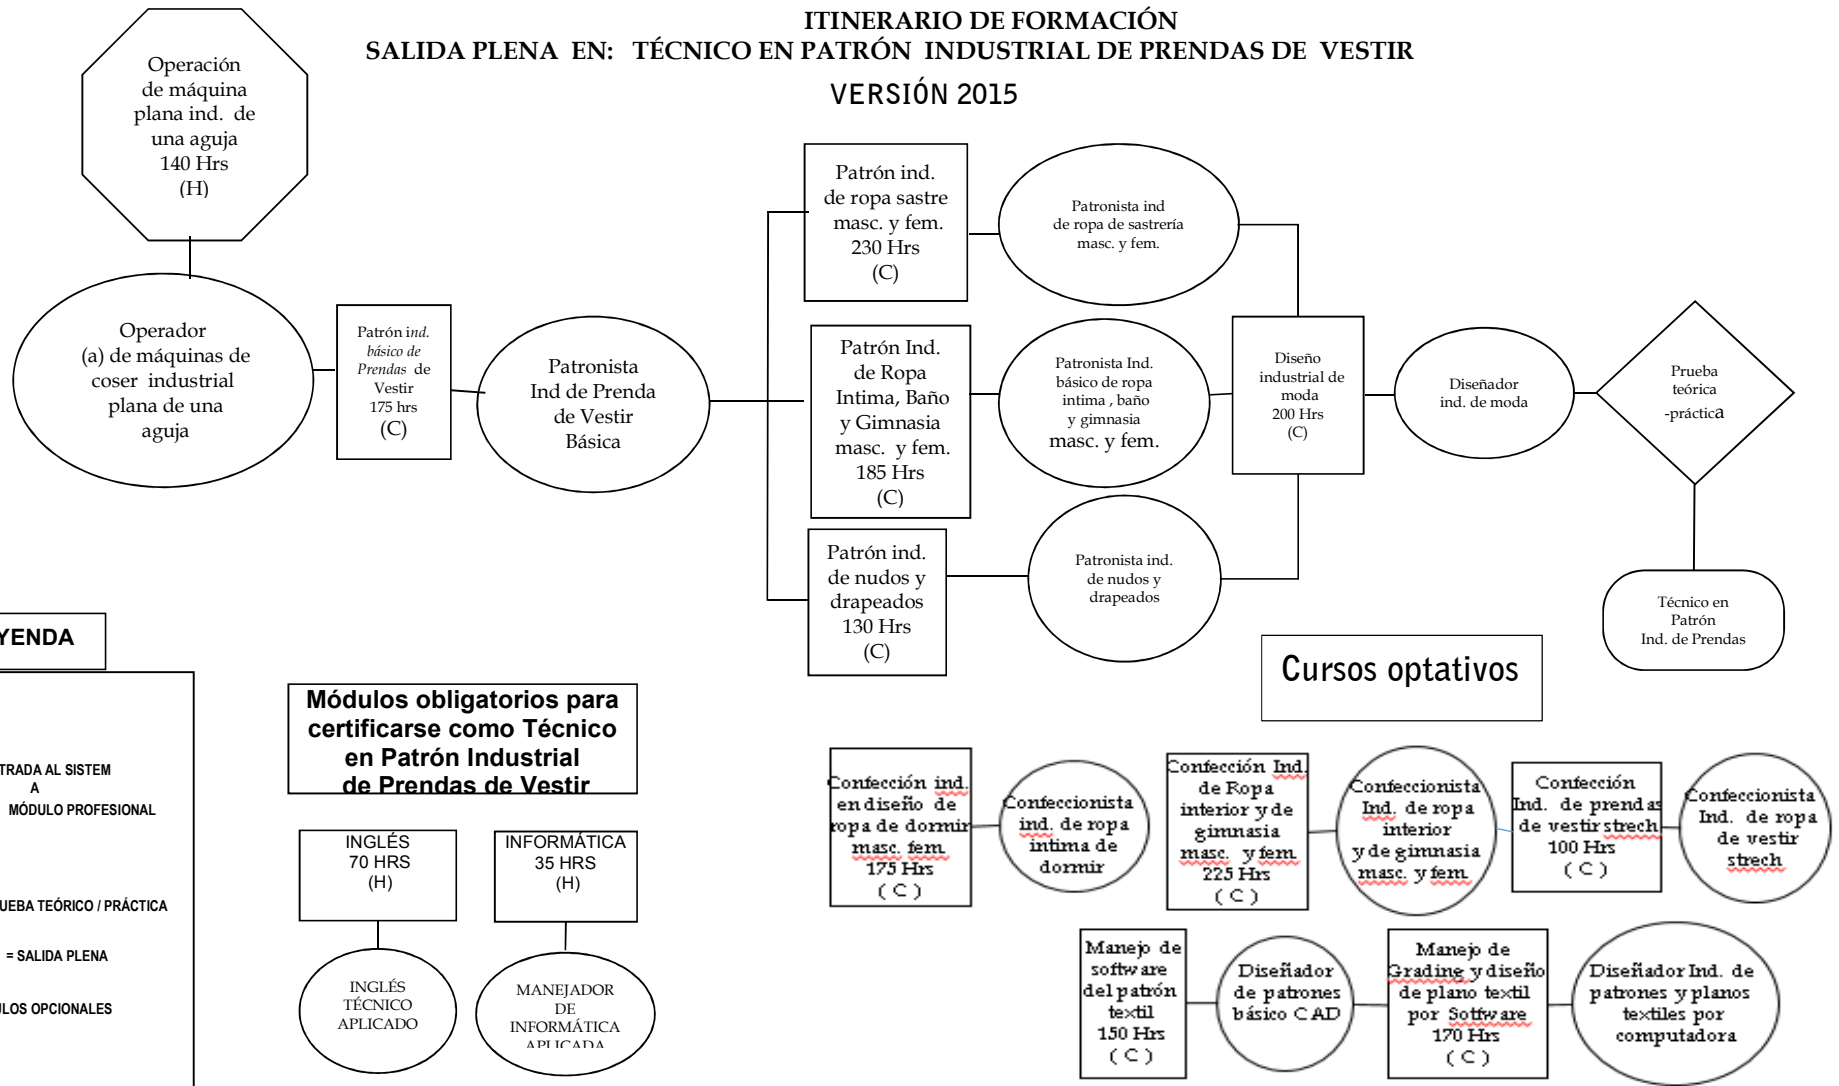 ITINERARIO DE FORMACIÓN
SALIDA PLENA EN: TÉCNICO EN PATRÓN INDUSTRIAL DE PRENDAS DE VESTIR
VERSIÓN 2015
Operación
de máquina
plana ind. de
una aguja
140 Hrs
(H)
Operador
(a) de máquinas de
coser industrial
plana de una
aguja
Patrón ind.
básico de
Prendas de
Vestir
175 hrs
(C)
Patronista
Ind de Prenda
de Vestir
Básica
Patrón ind.
de ropa sastre
masc. y fem.
230 Hrs
(C)
Patronista ind
de ropa de sastrería
masc. y fem.
Patrón Ind.
de Ropa
Intima, Baño
y Gimnasia
masc. y fem.
185 Hrs
(C)
Patronista Ind.
básico de ropa
intima , baño
y gimnasia
masc. y fem.
Patrón ind.
de nudos y
drapeados
130 Hrs
(C)
Patronista ind.
de nudos y
drapeados
Diseño
industrial de
moda
200 Hrs
(C)
Diseñador
ind. de moda
Prueba
teórica
-práctica
Técnico en
Patrón
Ind. de Prendas
YENDA
TRADA AL SISTEM
A
MÓDULO PROFESIONAL
UEBA TEÓRICO / PRÁCTICA
= SALIDA PLENA
LOS OPCIONALES
Módulos obligatorios para
certificarse como Técnico
en Patrón Industrial
de Prendas de Vestir
INGLÉS
70 HRS
(H)
INGLÉS
TÉCNICO
APLICADO
INFORMÁTICA
35 HRS
(H)
MANEJADOR
DE
INFORMÁTICA
APLICADA
Cursos optativos
Confección ind.
en diseño de
ropa de dormir
masc. fem.
175 Hrs
( C )
Confeccionista
ind. de ropa
intima de
dormir
Confección Ind.
de Ropa
interior y de
gimnasia
masc. y fem.
225 Hrs
( C )
Confeccionista
Ind. de ropa
interior
y de gimnasia
masc. y fem.
Confección
Ind. de prendas
de vestir strech
100 Hrs
( C )
Confeccionista
Ind. de ropa
de vestir
strech
Manejo de
software
del patrón
textil
150 Hrs
( C )
Diseñador
de patrones
básico CAD
Manejo de
Grading y diseño
de plano textil
por Software
170 Hrs
( C )
Diseñador Ind. de
patrones y planos
textiles por
computadora